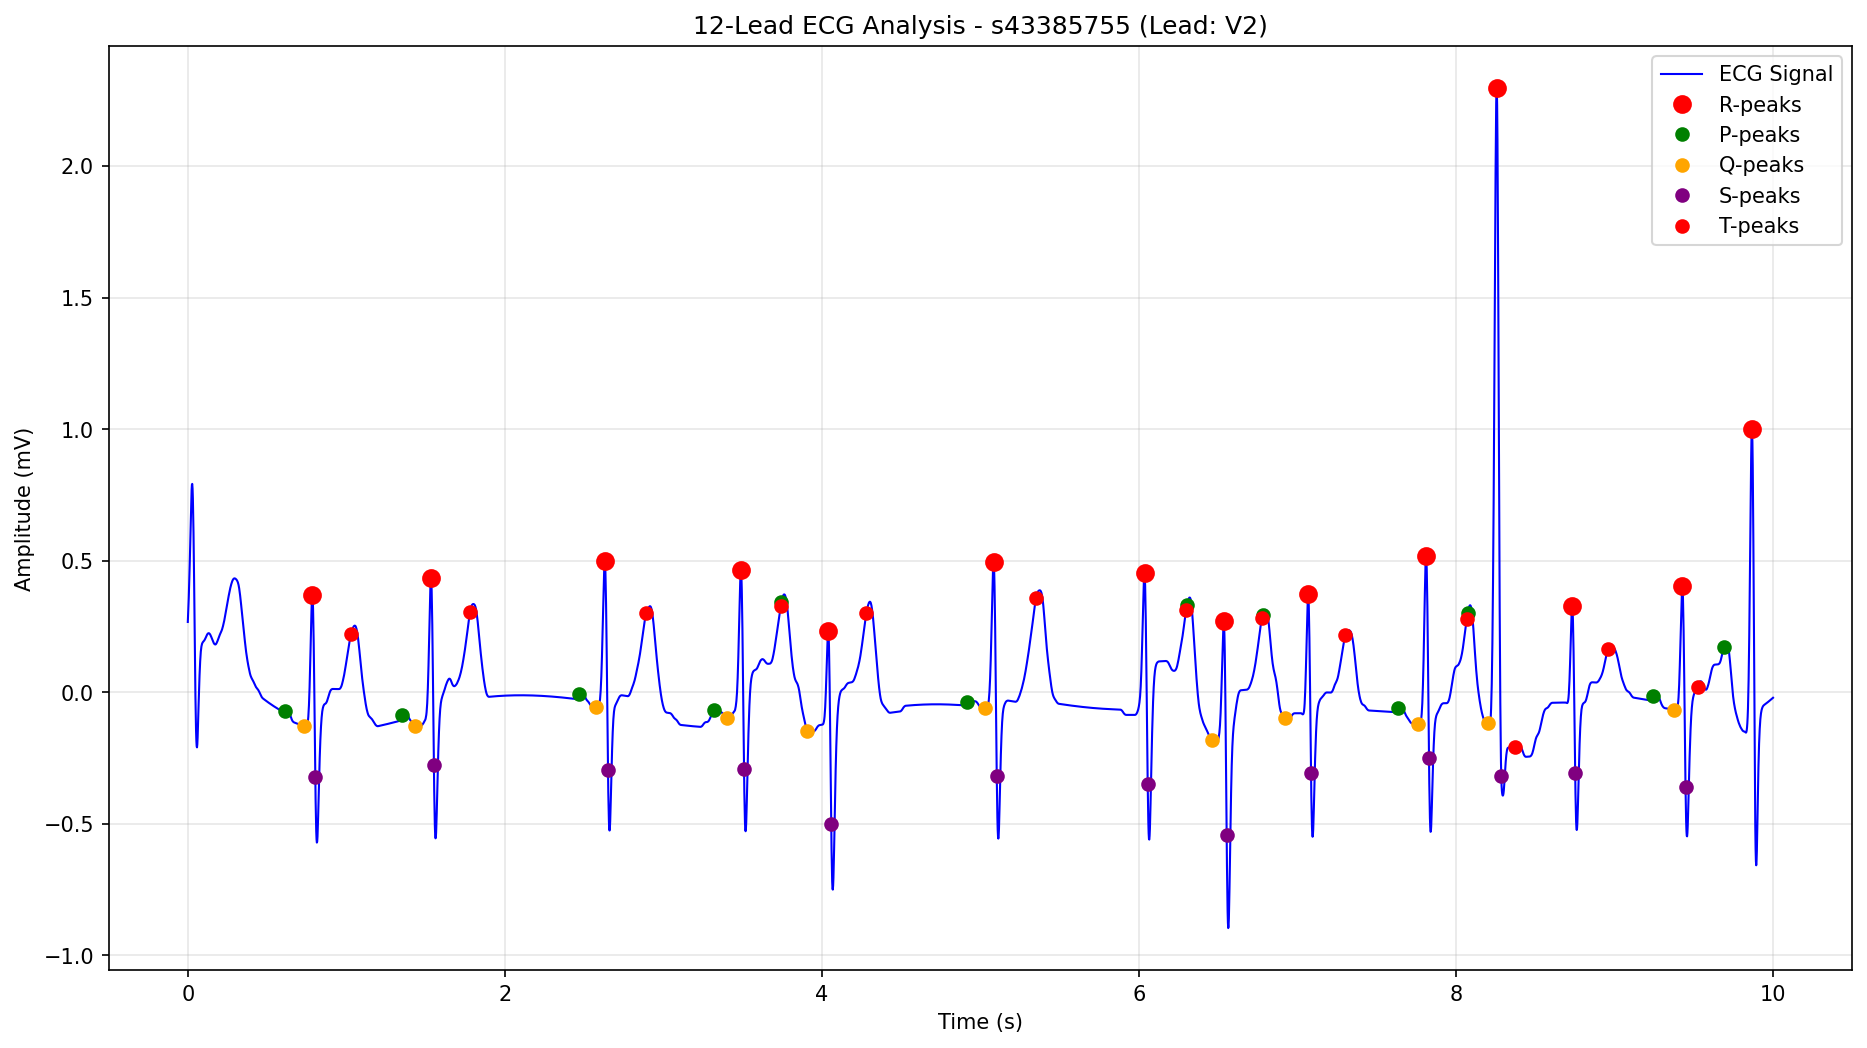 12-Lead ECG Analysis - s43385755 (Lead: V2)
ECG Signal
R-peaks
P-peaks
Q-peaks
S-peaks
T-peaks
Amplitude (mV)
2.0
1.5
1.0
0.5
0.0
−0.5
−1.0
0 2 4 6 8 10
Time (s)